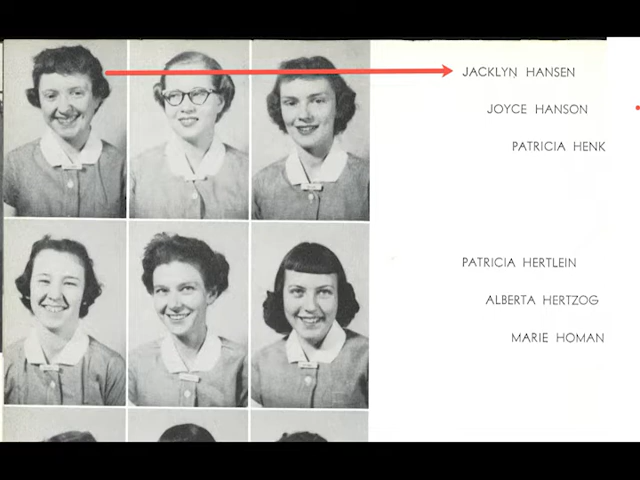 JACKLYN HANSEN
JOYCE HANSON
PATRICIA HENK
PATRICIA HERTLEIN
ALBERTA HERTZOG
MARIE HOMAN